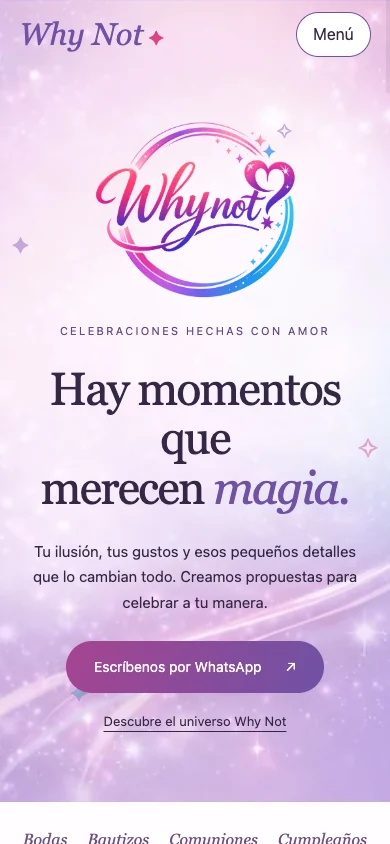 Why Not
Menú
Why not?
CELEBRACIONES HECHAS CON AMOR
Hay momentos
que
merecen magia.
Tu ilusión, tus gustos y esos pequeños detalles
que lo cambian todo. Creamos propuestas para
celebrar a tu manera.
Escríbenos por WhatsApp ↗
Descubre el universo Why Not
Bodas Bautizos Comuniones Cumpleaños